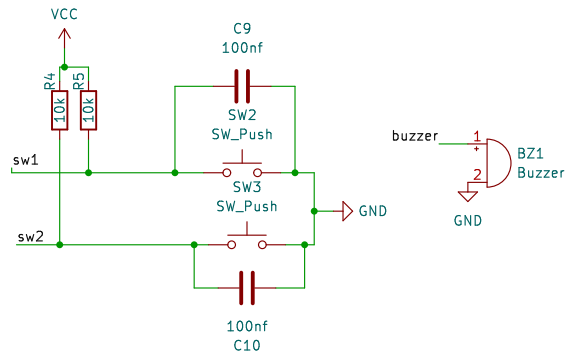 VCC
C9
100nf
R4
10k
R5
10k
SW2
SW_Push
sw1
SW3
SW_Push
sw2
GND
100nf
C10
buzzer
1
+
BZ1
Buzzer
2
GND